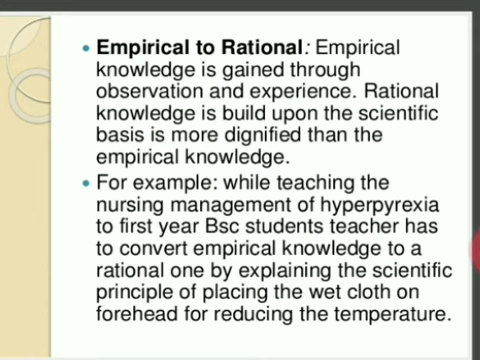 • Empirical to Rational: Empirical
knowledge is gained through
observation and experience. Rational
knowledge is build upon the scientific
basis is more dignified than the
empirical knowledge.
• For example: while teaching the
nursing management of hyperpyrexia
to first year Bsc students teacher has
to convert empirical knowledge to a
rational one by explaining the scientific
principle of placing the wet cloth on
forehead for reducing the temperature.